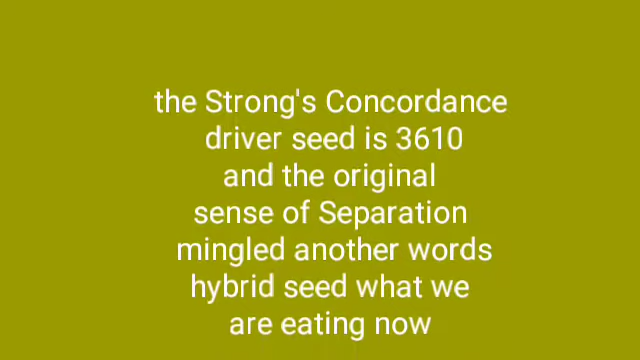 the Strong's Concordance
driver seed is 3610
and the original
sense of Separation
mingled another words
hybrid seed what we
are eating now